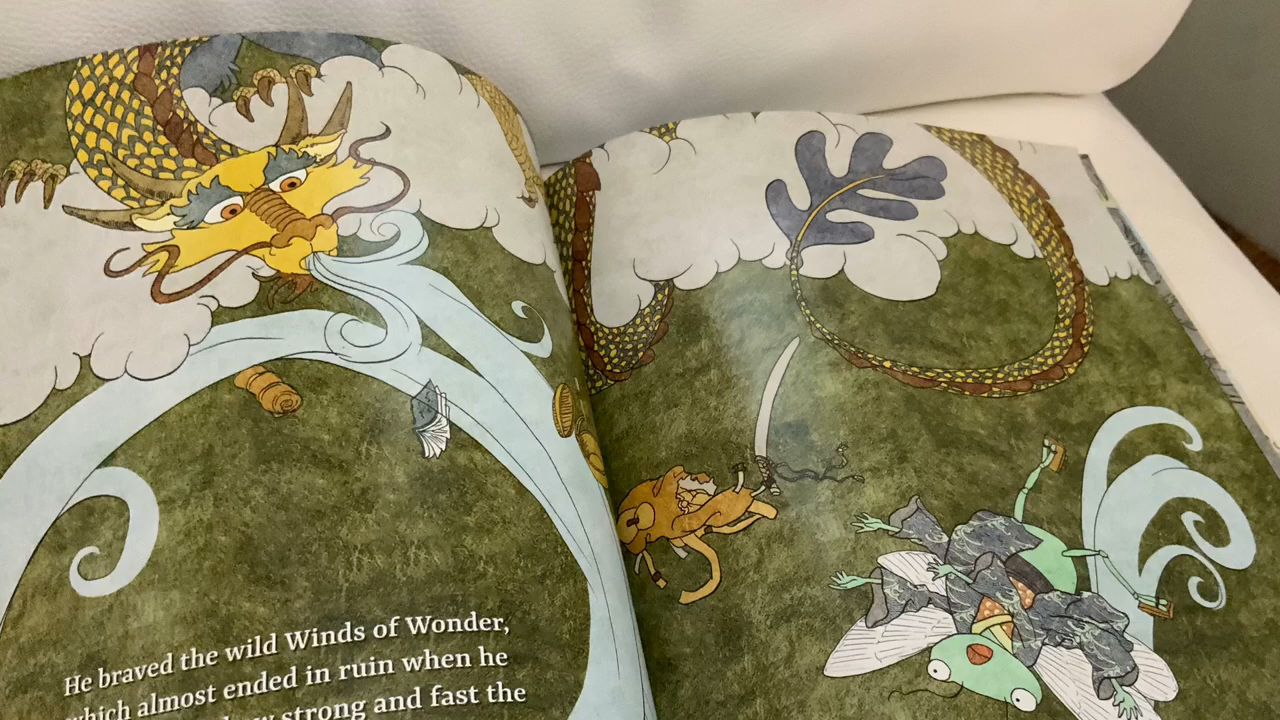 He braved the wild Winds of Wonder,
which almost ended in ruin when he
strong and fast the